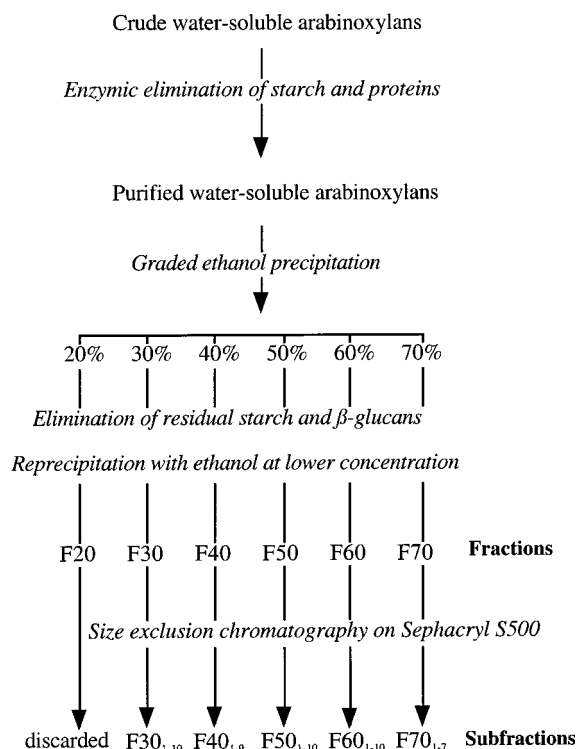 Crude water-soluble arabinoxylans
Enzymic elimination of starch and proteins
Purified water-soluble arabinoxylans
Graded ethanol precipitation
20% 30% 40% 50% 60% 70%
Elimination of residual starch and β-glucans
Reprecipitation with ethanol at lower concentration
F20 F30 F40 F50 F60 F70 Fractions
Size exclusion chromatography on Sephacryl S500
discarded F30₁₋₁₀ F40₁₋₉ F50₁₋₁₀ F60₁₋₁₀ F70₁₋₇ Subfractions